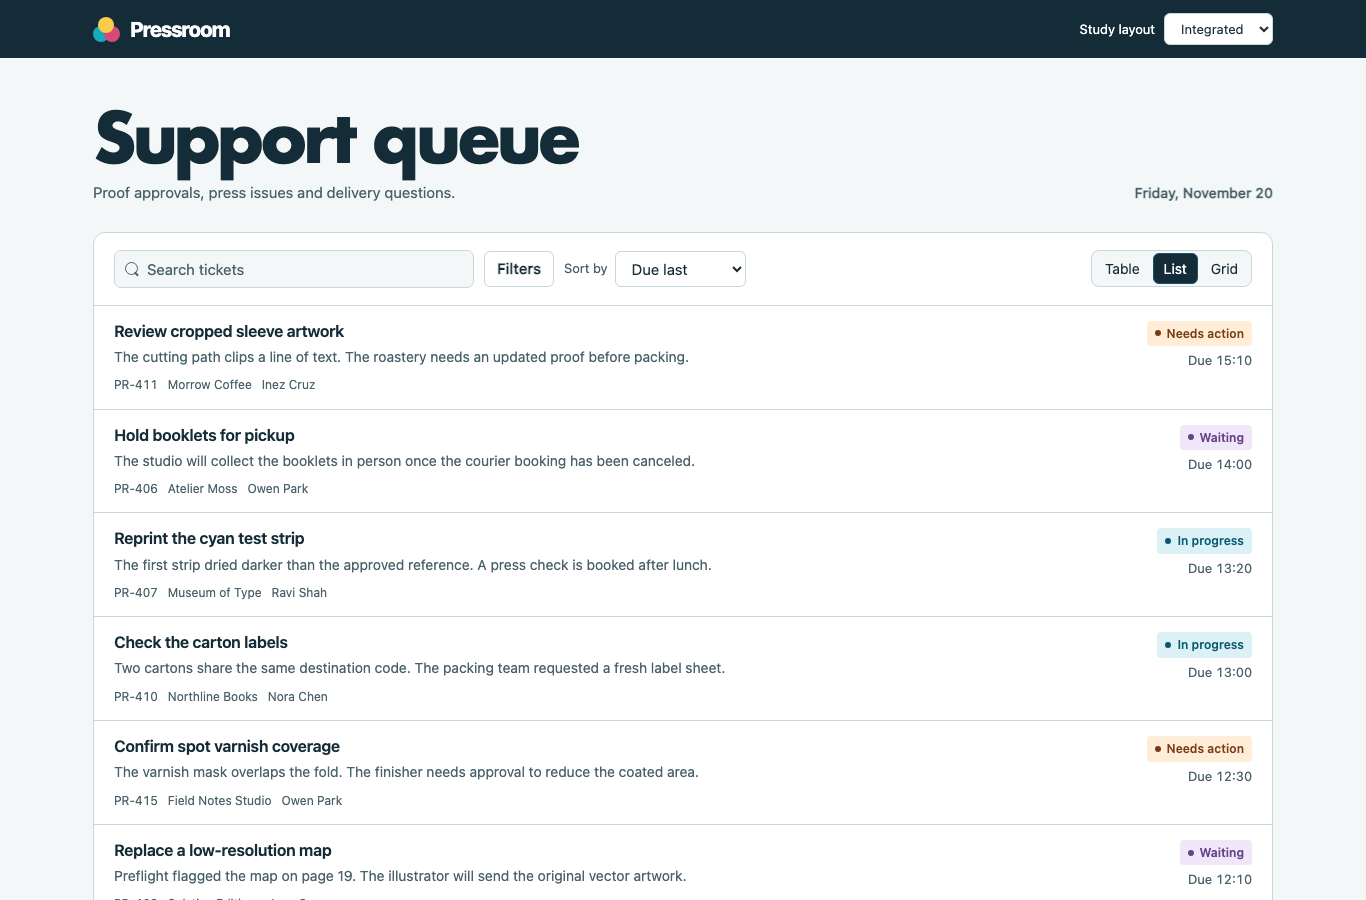 Pressroom
Study layout
Integrated
Support queue
Proof approvals, press issues and delivery questions.
Friday, November 20
Search tickets
Filters
Sort by
Due last
Table
List
Grid
Review cropped sleeve artwork
Needs action
The cutting path clips a line of text. The roastery needs an updated proof before packing.
Due 15:10
PR-411 Morrow Coffee Inez Cruz
Hold booklets for pickup
Waiting
The studio will collect the booklets in person once the courier booking has been canceled.
Due 14:00
PR-406 Atelier Moss Owen Park
Reprint the cyan test strip
In progress
The first strip dried darker than the approved reference. A press check is booked after lunch.
Due 13:20
PR-407 Museum of Type Ravi Shah
Check the carton labels
In progress
Two cartons share the same destination code. The packing team requested a fresh label sheet.
Due 13:00
PR-410 Northline Books Nora Chen
Confirm spot varnish coverage
Needs action
The varnish mask overlaps the fold. The finisher needs approval to reduce the coated area.
Due 12:30
PR-415 Field Notes Studio Owen Park
Replace a low-resolution map
Waiting
Preflight flagged the map on page 19. The illustrator will send the original vector artwork.
Due 12:10